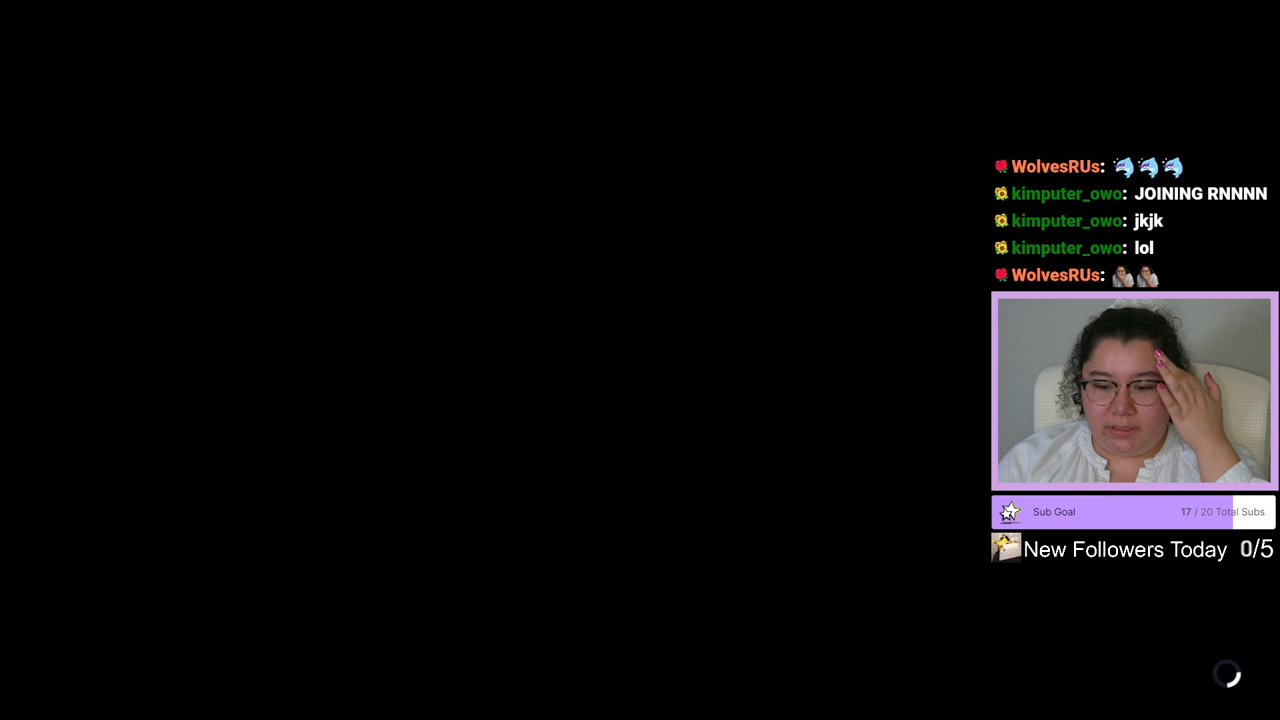 WolvesRUs:
kimputer_owo: JOINING RNNNN
kimputer_owo: jkjk
kimputer_owo: lol
WolvesRUs:
Sub Goal 17 / 20 Total Subs
New Followers Today 0/5